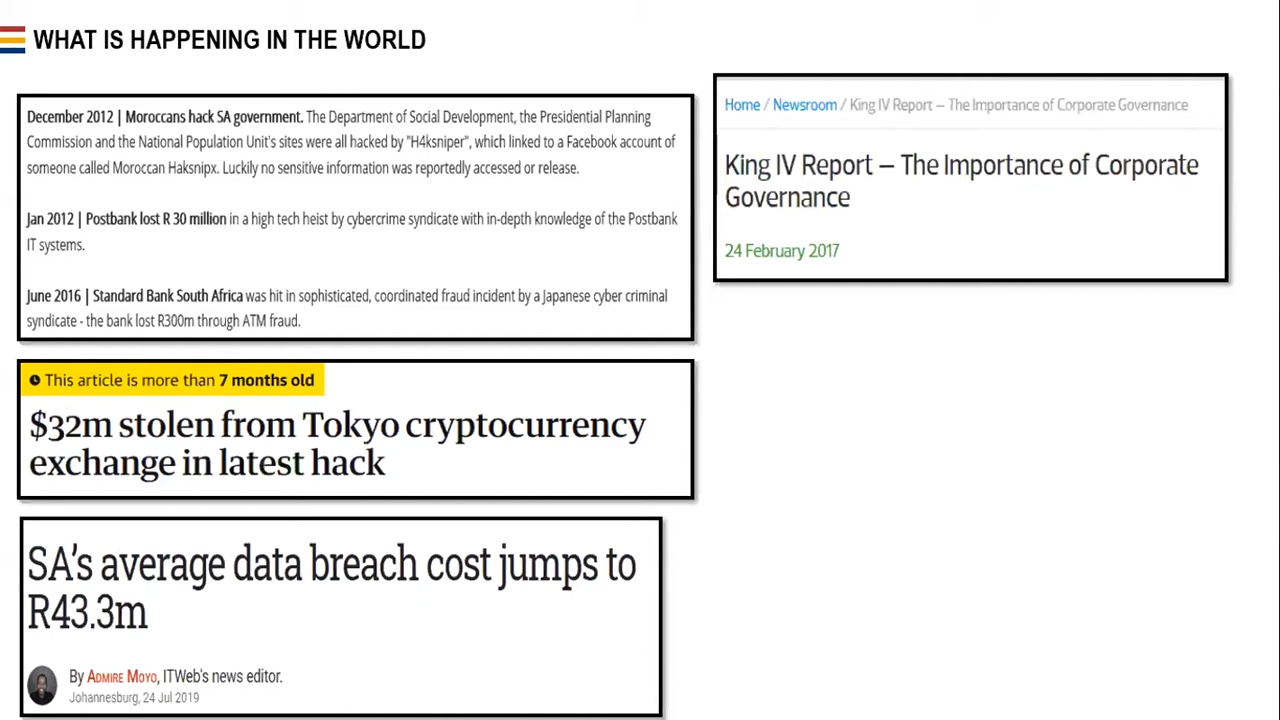 WHAT IS HAPPENING IN THE WORLD
December 2012 | Moroccans hack SA government. The Department of Social Development, the Presidential Planning
Commission and the National Population Unit's sites were all hacked by "H4ksniper", which linked to a Facebook account of
someone called Moroccan Haksnipx. Luckily no sensitive information was reportedly accessed or release.
Jan 2012 | Postbank lost R 30 million in a high tech heist by cybercrime syndicate with in-depth knowledge of the Postbank
IT systems.
June 2016 | Standard Bank South Africa was hit in sophisticated, coordinated fraud incident by a Japanese cyber criminal
syndicate - the bank lost R300m through ATM fraud.
This article is more than 7 months old
$32m stolen from Tokyo cryptocurrency
exchange in latest hack
SA's average data breach cost jumps to
R43.3m
By ADMIRE MOYO, ITWeb's news editor.
Johannesburg, 24 Jul 2019
Home / Newsroom / King IV Report – The Importance of Corporate Governance
King IV Report – The Importance of Corporate
Governance
24 February 2017